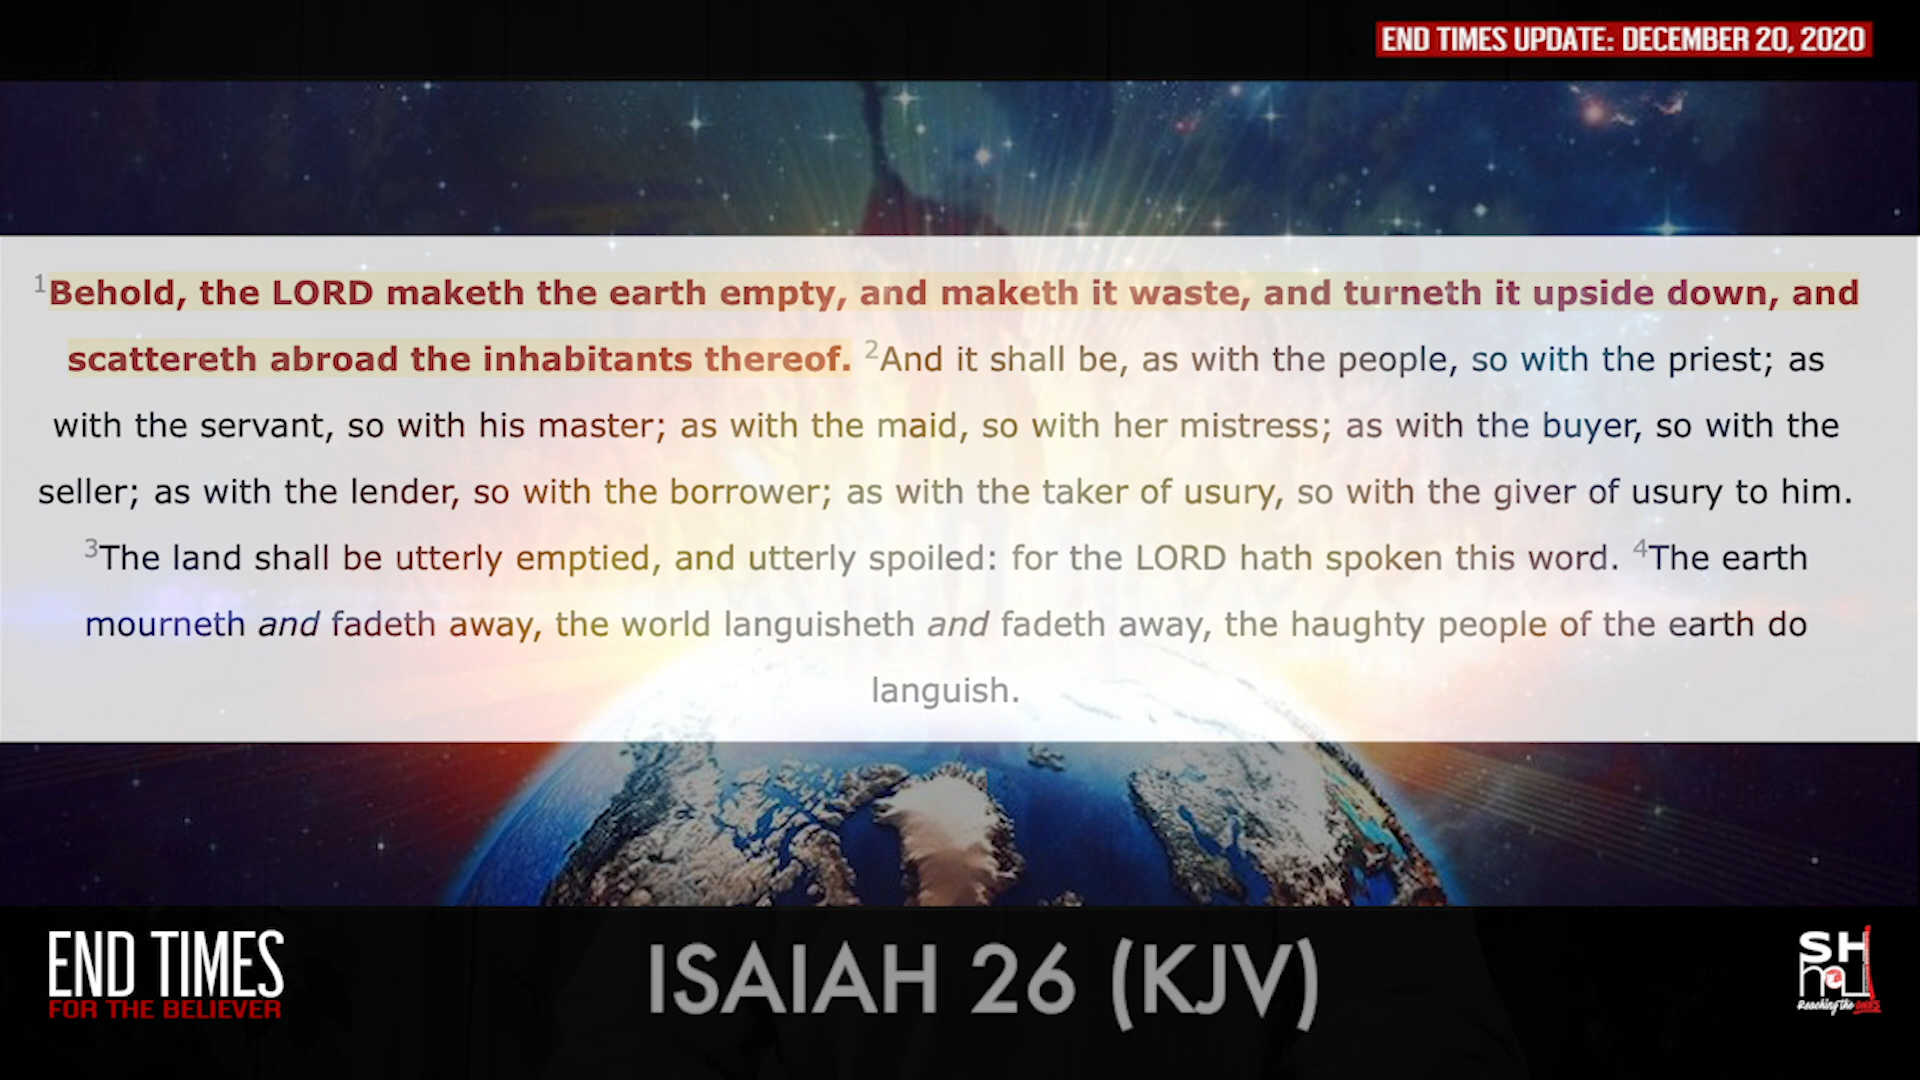 END TIMES UPDATE: DECEMBER 20, 2020
1Behold, the LORD maketh the earth empty, and maketh it waste, and turneth it upside down, and
scattereth abroad the inhabitants thereof. 2And it shall be, as with the people, so with the priest; as
with the servant, so with his master; as with the maid, so with her mistress; as with the buyer, so with the
seller; as with the lender, so with the borrower; as with the taker of usury, so with the giver of usury to him.
3The land shall be utterly emptied, and utterly spoiled: for the LORD hath spoken this word. 4The earth
mourneth and fadeth away, the world languisheth and fadeth away, the haughty people of the earth do
languish.
END TIMES
FOR THE BELIEVER
ISAIAH 26 (KJV)
SH
Reaching the ONES